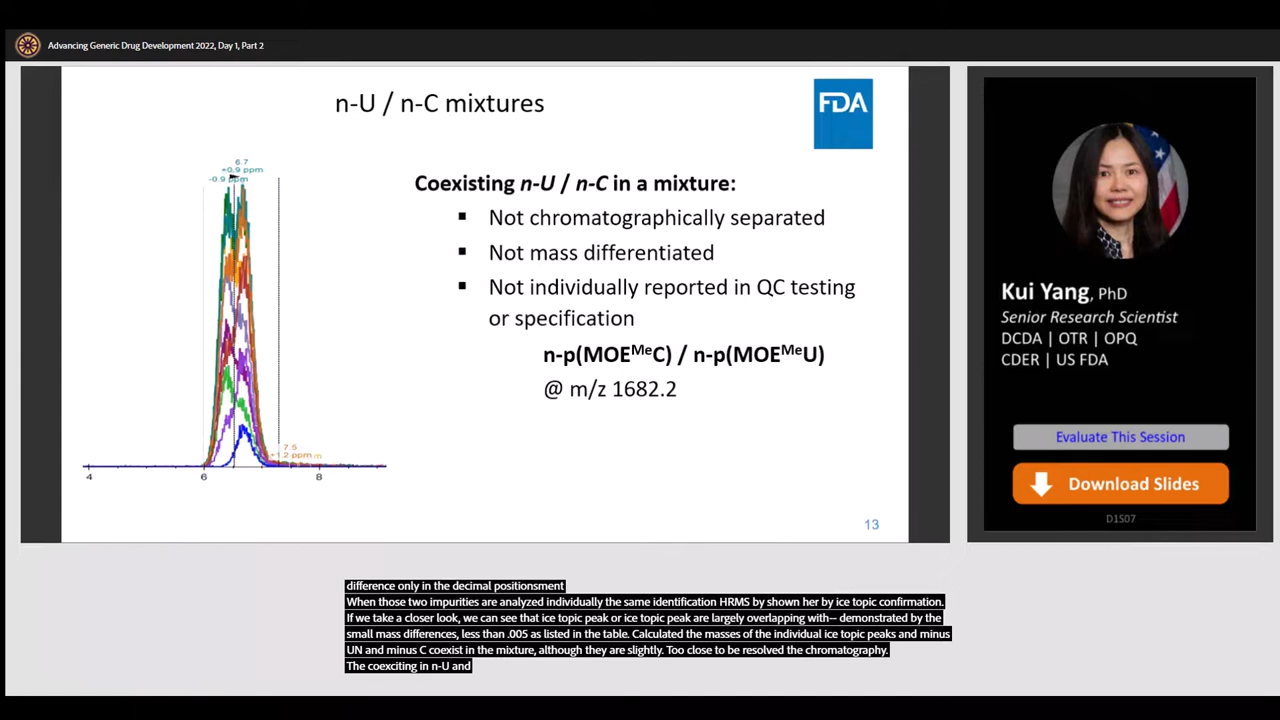 Advancing Generic Drug Development 2022, Day 1, Part 2
n-U / n-C mixtures
FDA
6.7
+0.9 ppm
-0.9 ppm
7.5
+1.2 ppm
4
6
8
Coexisting n-U / n-C in a mixture:
▪ Not chromatographically separated
▪ Not mass differentiated
▪ Not individually reported in QC testing
or specification
n-p(MOEᴹᵉC) / n-p(MOEᴹᵉU)
@ m/z 1682.2
13
Kui Yang, PhD
Senior Research Scientist
DCDA | OTR | OPQ
CDER | US FDA
Evaluate This Session
Download Slides
D1S07
difference only in the decimal positionsment
When those two impurities are analyzed individually the same identification HRMS by shown her by ice topic confirmation.
If we take a closer look, we can see that ice topic peak or ice topic peak are largely overlapping with-- demonstrated by the
small mass differences, less than .005 as listed in the table. Calculated the masses of the individual ice topic peaks and minus
UN and minus C coexist in the mixture, although they are slightly. Too close to be resolved the chromatography.
The coexciting in n-U and